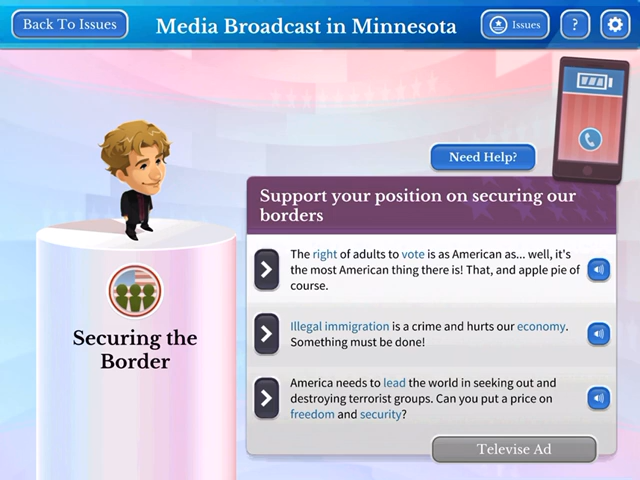 Back To Issues
Media Broadcast in Minnesota
Issues
?
Need Help?
Support your position on securing our
borders
The right of adults to vote is as American as... well, it's
the most American thing there is! That, and apple pie of
course.
Illegal immigration is a crime and hurts our economy.
Something must be done!
America needs to lead the world in seeking out and
destroying terrorist groups. Can you put a price on
freedom and security?
Securing the
Border
Televise Ad